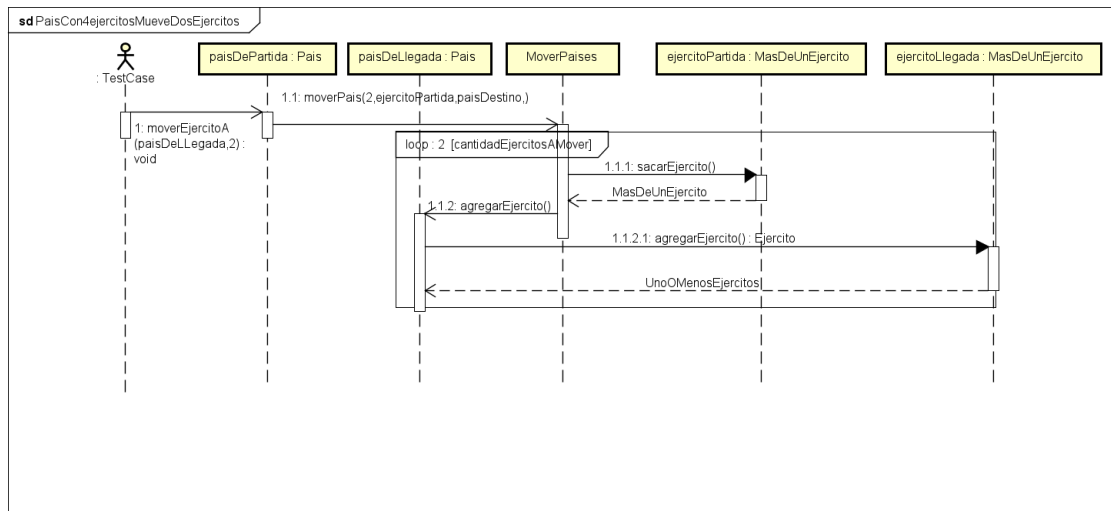 sd PaisCon4ejercitosMueveDosEjercitos
: TestCase
paisDePartida : Pais
paisDeLlegada : Pais
MoverPaises
ejercitoPartida : MasDeUnEjercito
ejercitoLlegada : MasDeUnEjercito
1: moverEjercitoA
(paisDeLLegada,2) :
void
1.1: moverPais(2,ejercitoPartida,paisDestino,)
loop : 2 [cantidadEjercitosAMover]
1.1.1: sacarEjercito()
MasDeUnEjercito
1.1.2: agregarEjercito()
1.1.2.1: agregarEjercito() : Ejercito
UnoOMenosEjercitos